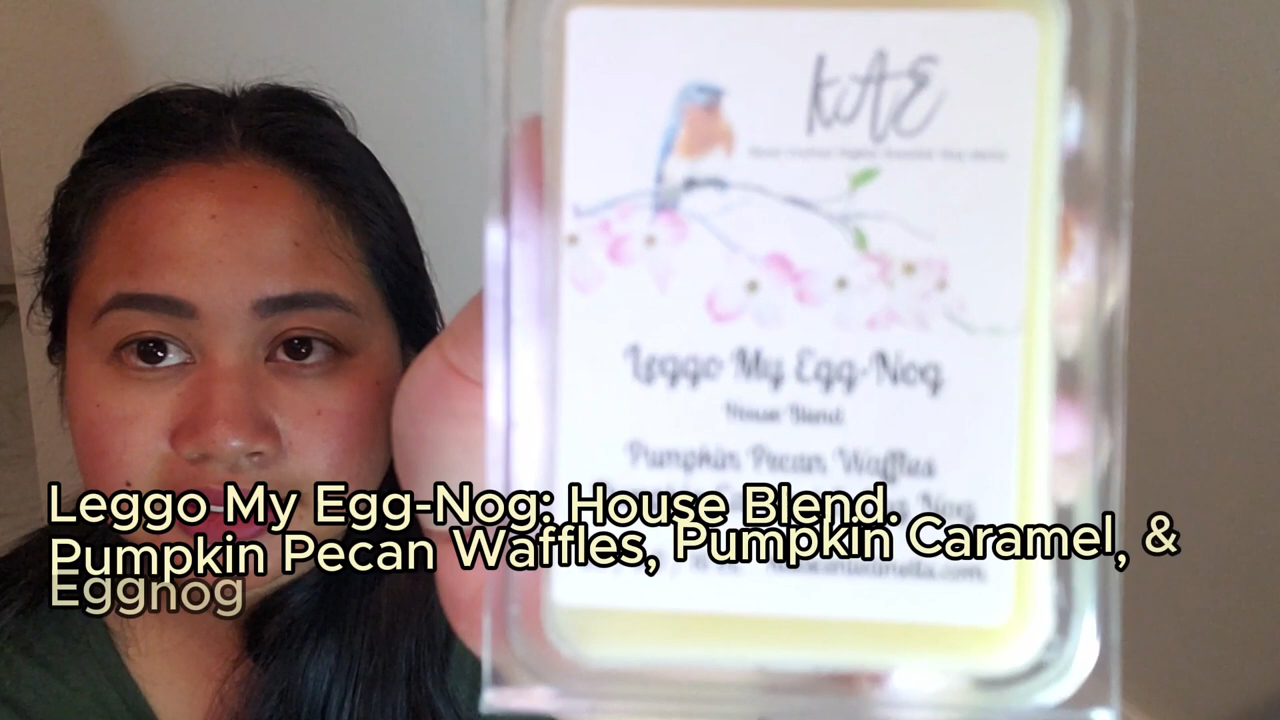 KAE
Leggo My Egg-Nog
House Blend
Pumpkin Pecan Waffles
Nog
Leggo My Egg-Nog: House Blend.
Pumpkin Pecan Waffles, Pumpkin Caramel, &
Eggnog